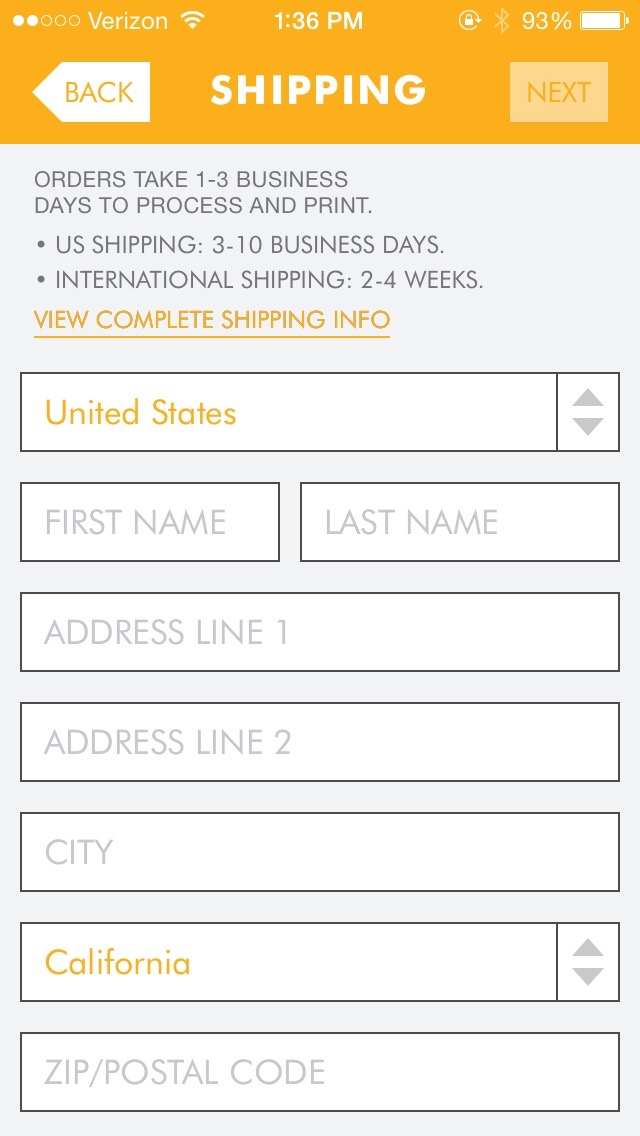 Verizon 1:36 PM 93%
BACK SHIPPING NEXT
ORDERS TAKE 1-3 BUSINESS
DAYS TO PROCESS AND PRINT.
• US SHIPPING: 3-10 BUSINESS DAYS.
• INTERNATIONAL SHIPPING: 2-4 WEEKS.
VIEW COMPLETE SHIPPING INFO
United States
FIRST NAME LAST NAME
ADDRESS LINE 1
ADDRESS LINE 2
CITY
California
ZIP/POSTAL CODE